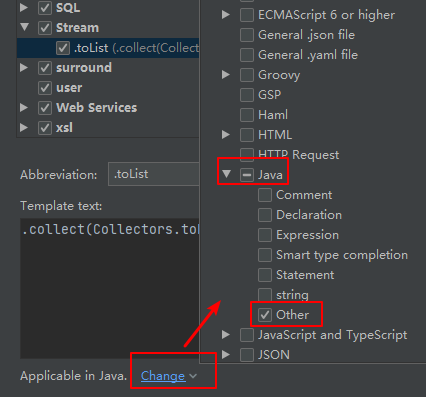 SQL
Stream
.toList (.collect(Collect
surround
user
Web Services
xsl
Abbreviation:
.toList
Template text:
.collect(Collectors.to
Applicable in Java. Change
ECMAScript 6 or higher
General .json file
General .yaml file
Groovy
GSP
Haml
HTML
HTTP Request
Java
Comment
Declaration
Expression
Smart type completion
Statement
string
Other
JavaScript and TypeScript
JSON